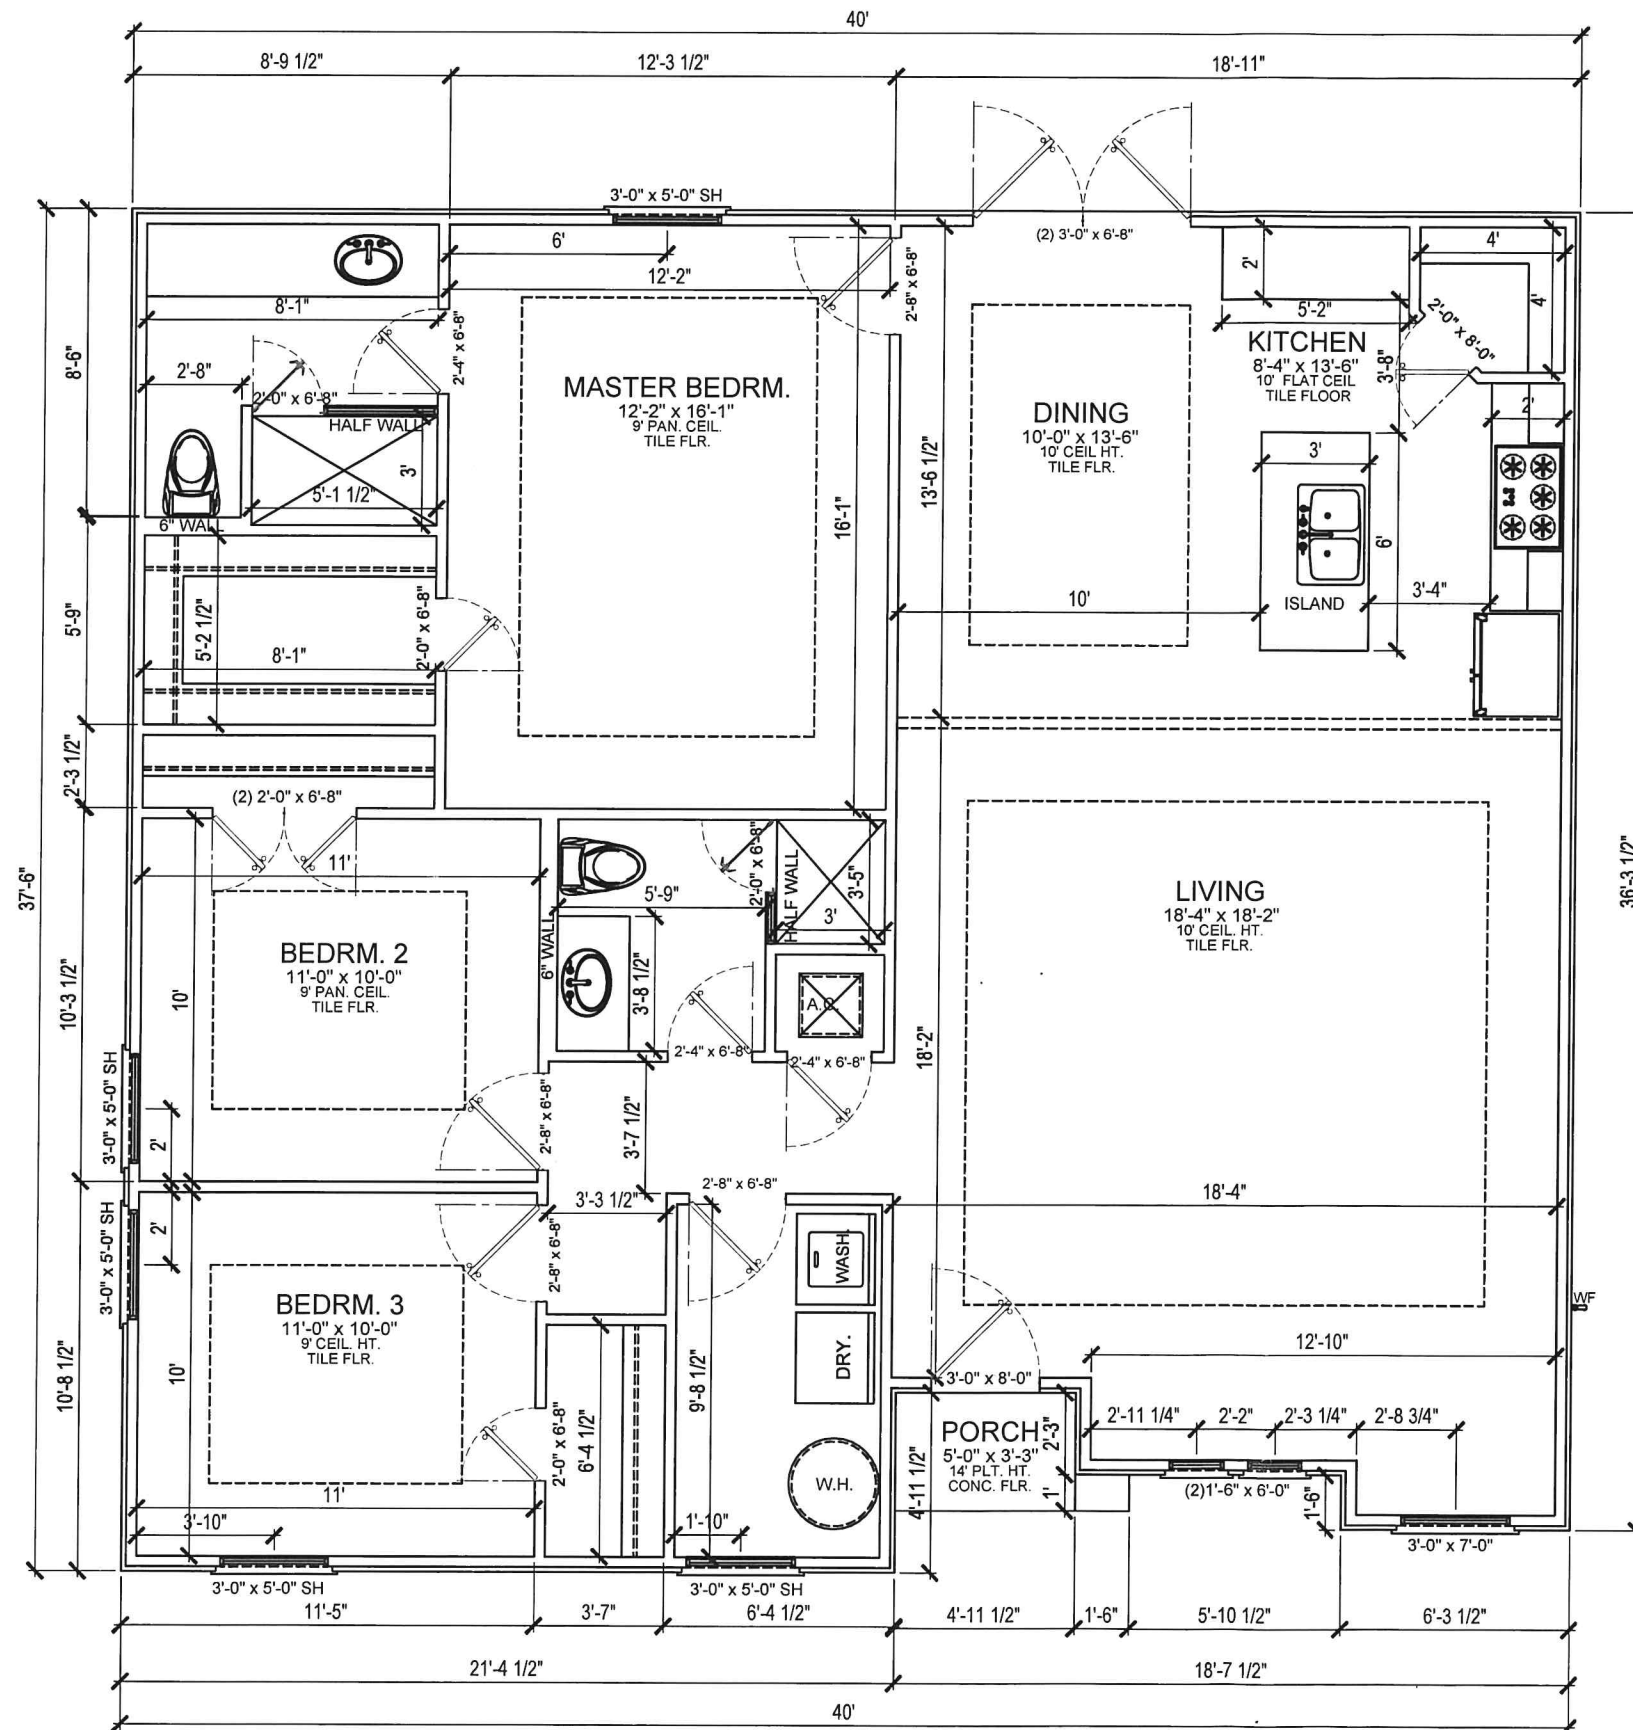 40'
8'-9 1/2"
12'-3 1/2"
18'-11"
3'-0" x 5'-0" SH
6'
12'-2"
(2) 3'-0" x 6'-8"
2'-8" x 6'-8"
2'
5'-2"
4'
4'
2'-0" x 8'-0"
8'-1"
2'-4" x 6'-8"
8'-6"
2'-8"
2'-0" x 6'-8"
HALF WALL
3'
5'-1 1/2"
6" WALL
MASTER BEDRM.
12'-2" x 16'-1"
9' PAN. CEIL.
TILE FLR.
16'-1"
DINING
10'-0" x 13'-6"
10' CEIL HT.
TILE FLR.
13'-6 1/2"
KITCHEN
8'-4" x 13'-6"
10' FLAT CEIL
TILE FLOOR
3'-8"
2'
3'
6'
ISLAND
3'-4"
10'
5'-9"
5'-2 1/2"
8'-1"
2'-0" x 6'-8"
2'-3 1/2"
(2) 2'-0" x 6'-8"
37'-6"
36'-3 1/2"
11'
BEDRM. 2
11'-0" x 10'-0"
9' PAN. CEIL.
TILE FLR.
10'
10'-3 1/2"
3'-0" x 5'-0" SH
2'
6" WALL
5'-9"
3'-8 1/2"
2'-0" x 6'-8"
HALF WALL
3'-5"
3'
A.C.
2'-4" x 6'-8"
2'-4" x 6'-8"
2'-8" x 6'-8"
3'-7 1/2"
LIVING
18'-4" x 18'-2"
10' CEIL. HT.
TILE FLR.
18'-2"
18'-4"
2'-8" x 6'-8"
3'-3 1/2"
2'-8" x 6'-8"
3'-0" x 5'-0" SH
2'
10'-8 1/2"
BEDRM. 3
11'-0" x 10'-0"
9' CEIL. HT.
TILE FLR.
10'
11'
3'-10"
2'-0" x 6'-8"
6'-4 1/2"
9'-8 1/2"
WASH.
DRY.
W.H.
1'-10"
WF
12'-10"
3'-0" x 8'-0"
PORCH
5'-0" x 3'-3"
14' PLT. HT.
CONC. FLR.
4'-11 1/2"
2'-3"
1'
2'-11 1/4"
2'-2"
2'-3 1/4"
2'-8 3/4"
(2)1'-6" x 6'-0"
1'-6"
3'-0" x 7'-0"
3'-0" x 5'-0" SH
3'-0" x 5'-0" SH
11'-5"
3'-7"
6'-4 1/2"
4'-11 1/2"
1'-6"
5'-10 1/2"
6'-3 1/2"
21'-4 1/2"
18'-7 1/2"
40'